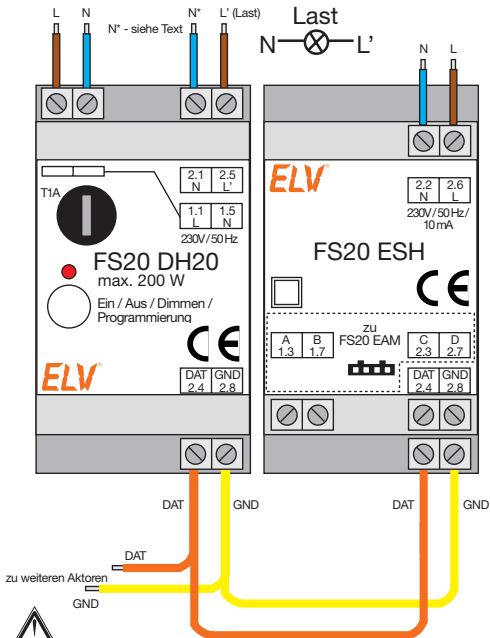 L N N* - siehe Text N* L' (Last)
Last
N L'
N L
ELV
T1A
2.1 2.5
N L'
1.1 1.5
L N
230V/50 Hz
FS20 DH20
max. 200 W
Ein / Aus / Dimmen /
Programmierung
CE
ELV
DAT GND
2.4 2.8
ELV
2.2 2.6
N L
230V/50 Hz/
10 mA
FS20 ESH
CE
A B
1.3 1.7
zu
FS20 EAM
C D
2.3 2.7
DAT GND
2.4 2.8
DAT GND
DAT GND
DAT
zu weiteren Aktoren
GND